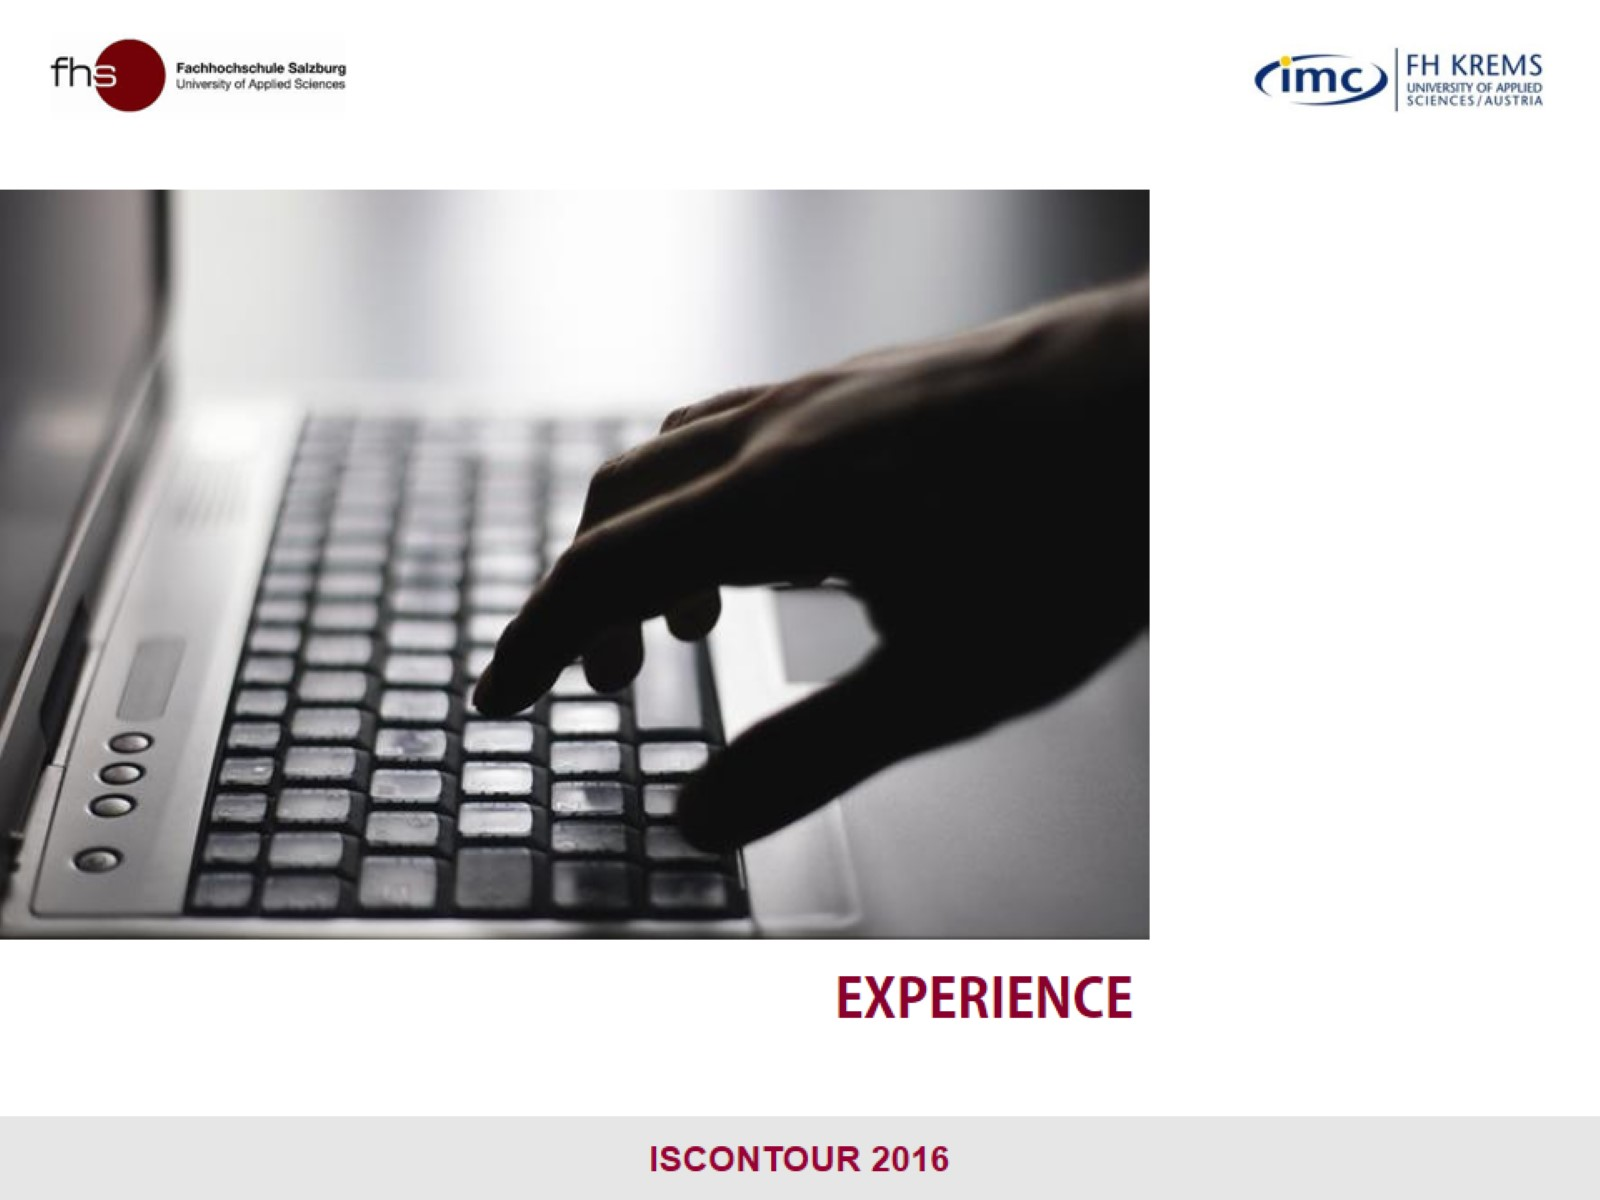 fhs
Fachhochschule Salzburg
University of Applied Sciences
imc
FH KREMS
UNIVERSITY OF APPLIED
SCIENCES/AUSTRIA
EXPERIENCE
ISCONTOUR 2016